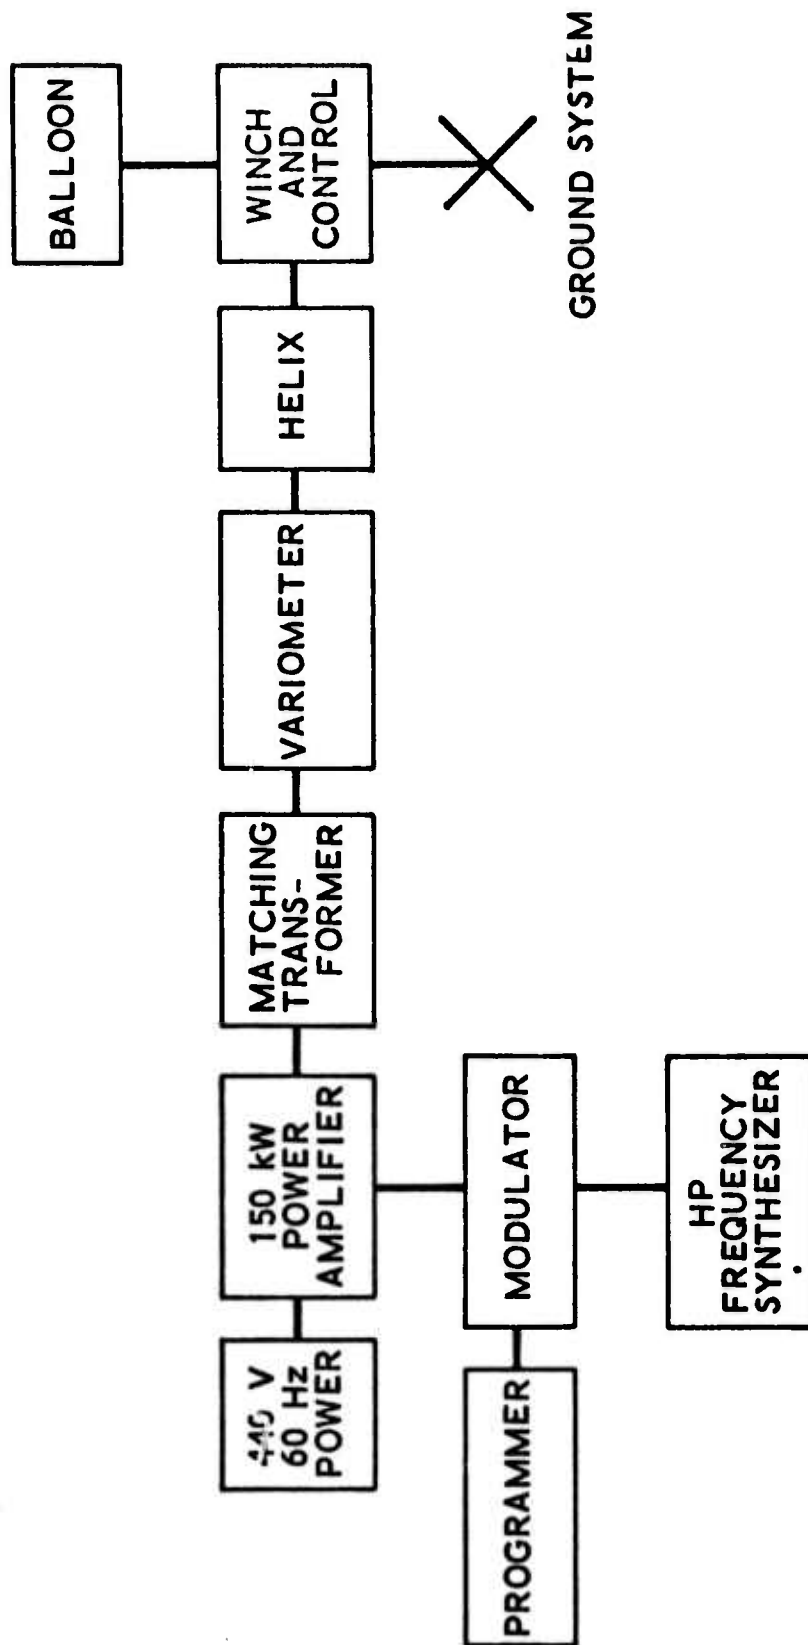 BALLOON
440 V
60 Hz
POWER
150 kW
POWER
AMPLIFIER
MATCHING
TRANS-
FORMER
VARIOMETER
HELIX
WINCH
AND
CONTROL
PROGRAMMER
MODULATOR
GROUND SYSTEM
HP
FREQUENCY
SYNTHESIZER